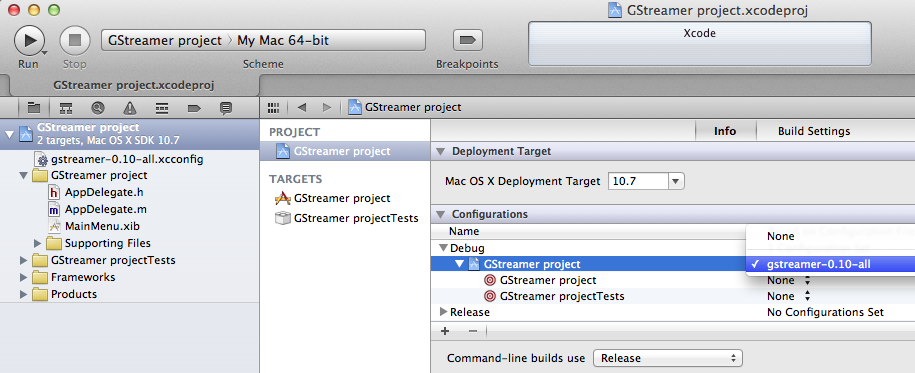 GStreamer project.xcodeproj
GStreamer project My Mac 64-bit
Xcode
Run Stop Scheme Breakpoints
GStreamer project.xcodeproj
GStreamer project
GStreamer project
2 targets, Mac OS X SDK 10.7
gstreamer-0.10-all.xcconfig
GStreamer project
h AppDelegate.h
m AppDelegate.m
MainMenu.xib
Supporting Files
GStreamer projectTests
Frameworks
Products
PROJECT
GStreamer project
TARGETS
GStreamer project
GStreamer projectTests
Info Build Settings
Deployment Target
Mac OS X Deployment Target 10.7
Configurations
Name
None
Debug
GStreamer project ✓ gstreamer-0.10-all
GStreamer project None
GStreamer projectTests None
Release No Configurations Set
+ −
Command-line builds use Release